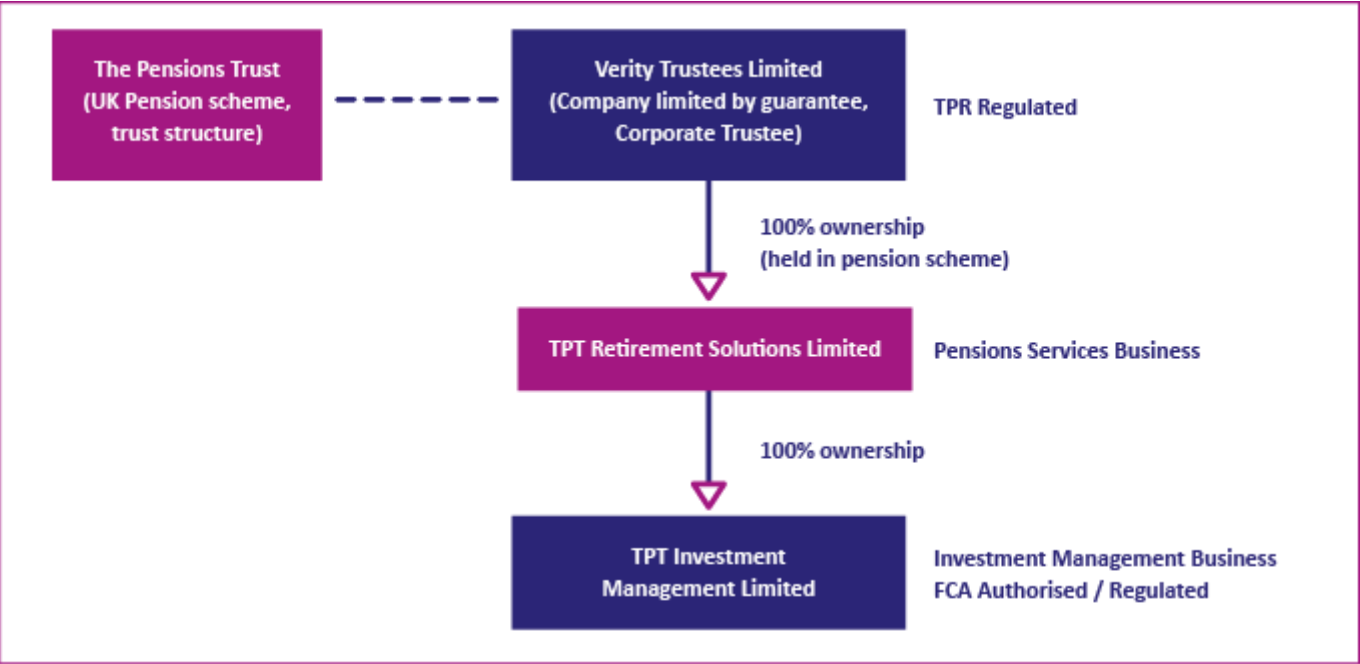 The Pensions Trust
(UK Pension scheme,
trust structure)
Verity Trustees Limited
(Company limited by guarantee,
Corporate Trustee)
TPR Regulated
100% ownership
(held in pension scheme)
TPT Retirement Solutions Limited
Pensions Services Business
100% ownership
TPT Investment
Management Limited
Investment Management Business
FCA Authorised / Regulated